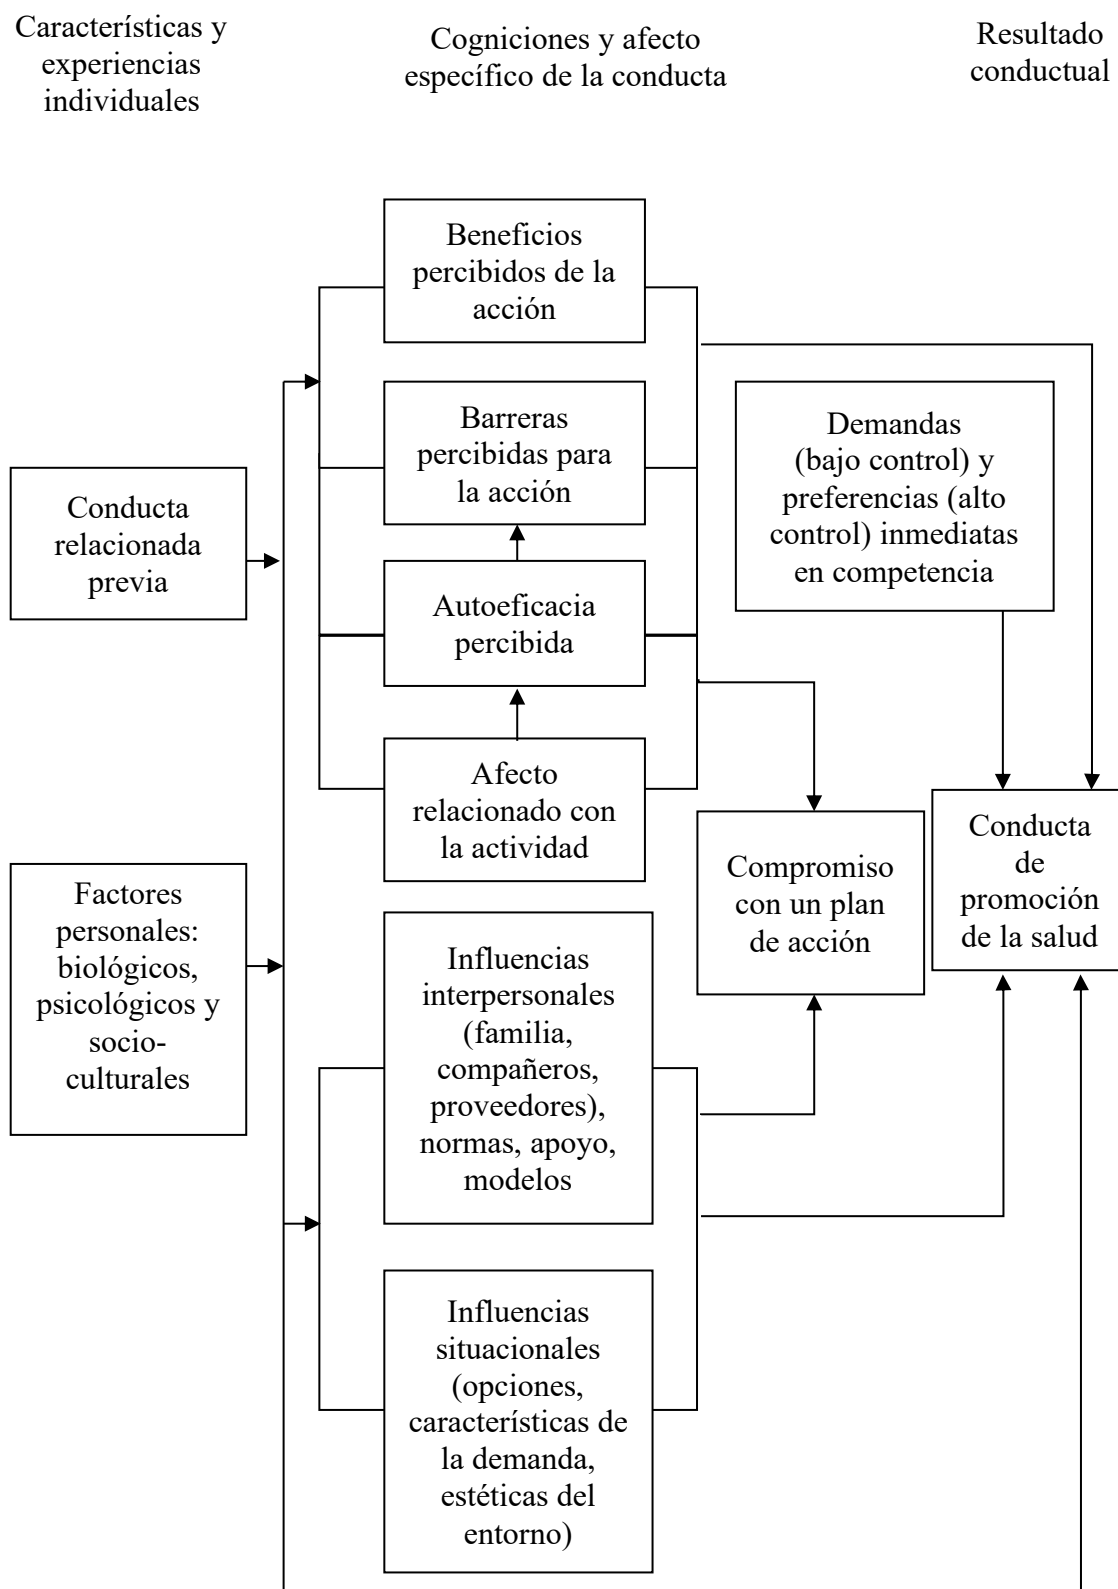 Características y
experiencias
individuales
Cogniciones y afecto
específico de la conducta
Resultado
conductual
Beneficios
percibidos de la
acción
Barreras
percibidas para
la acción
Demandas
(bajo control) y
preferencias (alto
control) inmediatas
en competencia
Conducta
relacionada
previa
Autoeficacia
percibida
Afecto
relacionado con
la actividad
Compromiso
con un plan
de acción
Conducta
de
promoción
de la salud
Factores
personales:
biológicos,
psicológicos y
socio-
culturales
Influencias
interpersonales
(familia,
compañeros,
proveedores),
normas, apoyo,
modelos
Influencias
situacionales
(opciones,
características de
la demanda,
estéticas del
entorno)